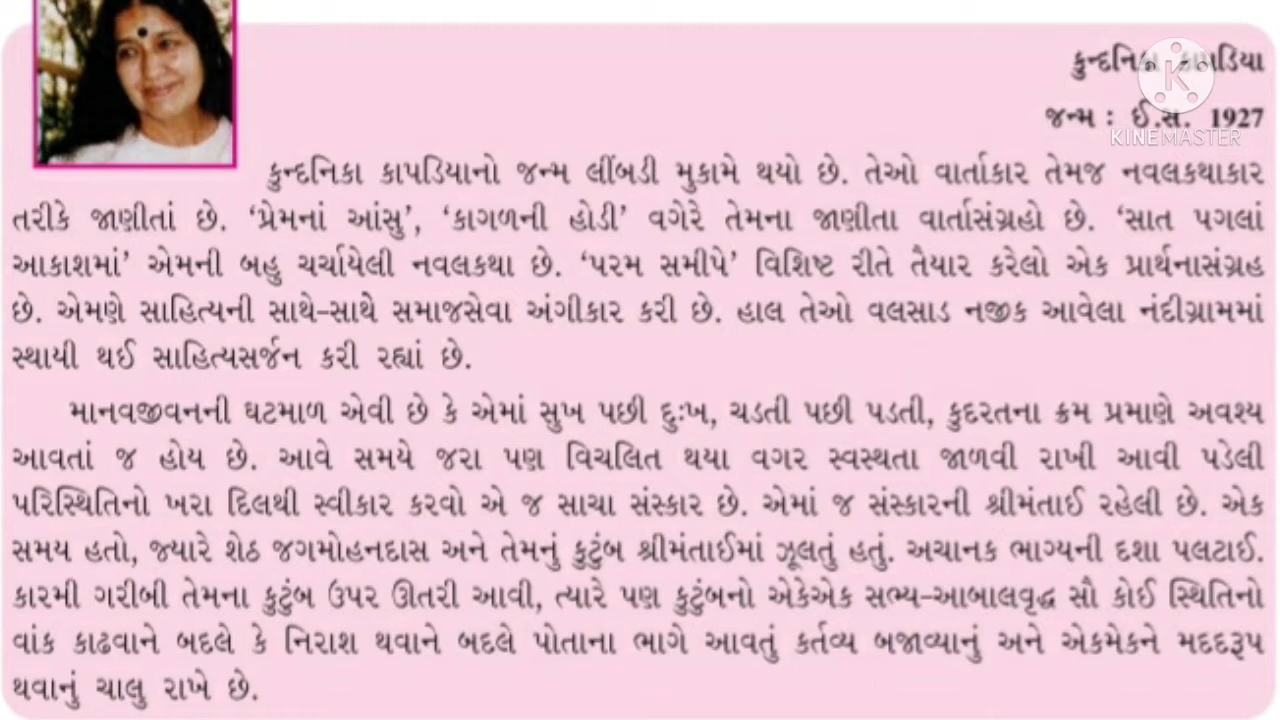 કુન્દનિકા કાપડિયા
જન્મ : ઈ.સ. 1927
KINEMASTER
કુન્દનિકા કાપડિયાનો જન્મ લીંબડી મુકામે થયો છે. તેઓ વાર્તાકાર તેમજ નવલકથાકાર
તરીકે જાણીતાં છે. ‘પ્રેમનાં આંસુ’, ‘કાગળની હોડી’ વગેરે તેમના જાણીતા વાર્તાસંગ્રહો છે. ‘સાત પગલાં
આકાશમાં’ એમની બહુ ચર્ચાયેલી નવલકથા છે. ‘પરમ સમીપે’ વિશિષ્ટ રીતે તૈયાર કરેલો એક પ્રાર્થનાસંગ્રહ
છે. એમણે સાહિત્યની સાથે-સાથે સમાજસેવા અંગીકાર કરી છે. હાલ તેઓ વલસાડ નજીક આવેલા નંદીગ્રામમાં
સ્થાયી થઈ સાહિત્યસર્જન કરી રહ્યાં છે.
માનવજીવનની ઘટમાળ એવી છે કે એમાં સુખ પછી દુઃખ, ચડતી પછી પડતી, કુદરતના ક્રમ પ્રમાણે અવશ્ય
આવતાં જ હોય છે. આવે સમયે જરા પણ વિચલિત થયા વગર સ્વસ્થતા જાળવી રાખી આવી પડેલી
પરિસ્થિતિનો ખરા દિલથી સ્વીકાર કરવો એ જ સાચા સંસ્કાર છે. એમાં જ સંસ્કારની શ્રીમંતાઈ રહેલી છે. એક
સમય હતો, જ્યારે શેઠ જગમોહનદાસ અને તેમનું કુટુંબ શ્રીમંતાઈમાં ઝૂલતું હતું. અચાનક ભાગ્યની દશા પલટાઈ.
કારમી ગરીબી તેમના કુટુંબ ઉપર ઊતરી આવી, ત્યારે પણ કુટુંબનો એકેએક સભ્ય-આબાલવૃદ્ધ સૌ કોઈ સ્થિતિનો
વાંક કાઢવાને બદલે કે નિરાશ થવાને બદલે પોતાના ભાગે આવતું કર્તવ્ય બજાવ્યાનું અને એકમેકને મદદરૂપ
થવાનું ચાલુ રાખે છે.